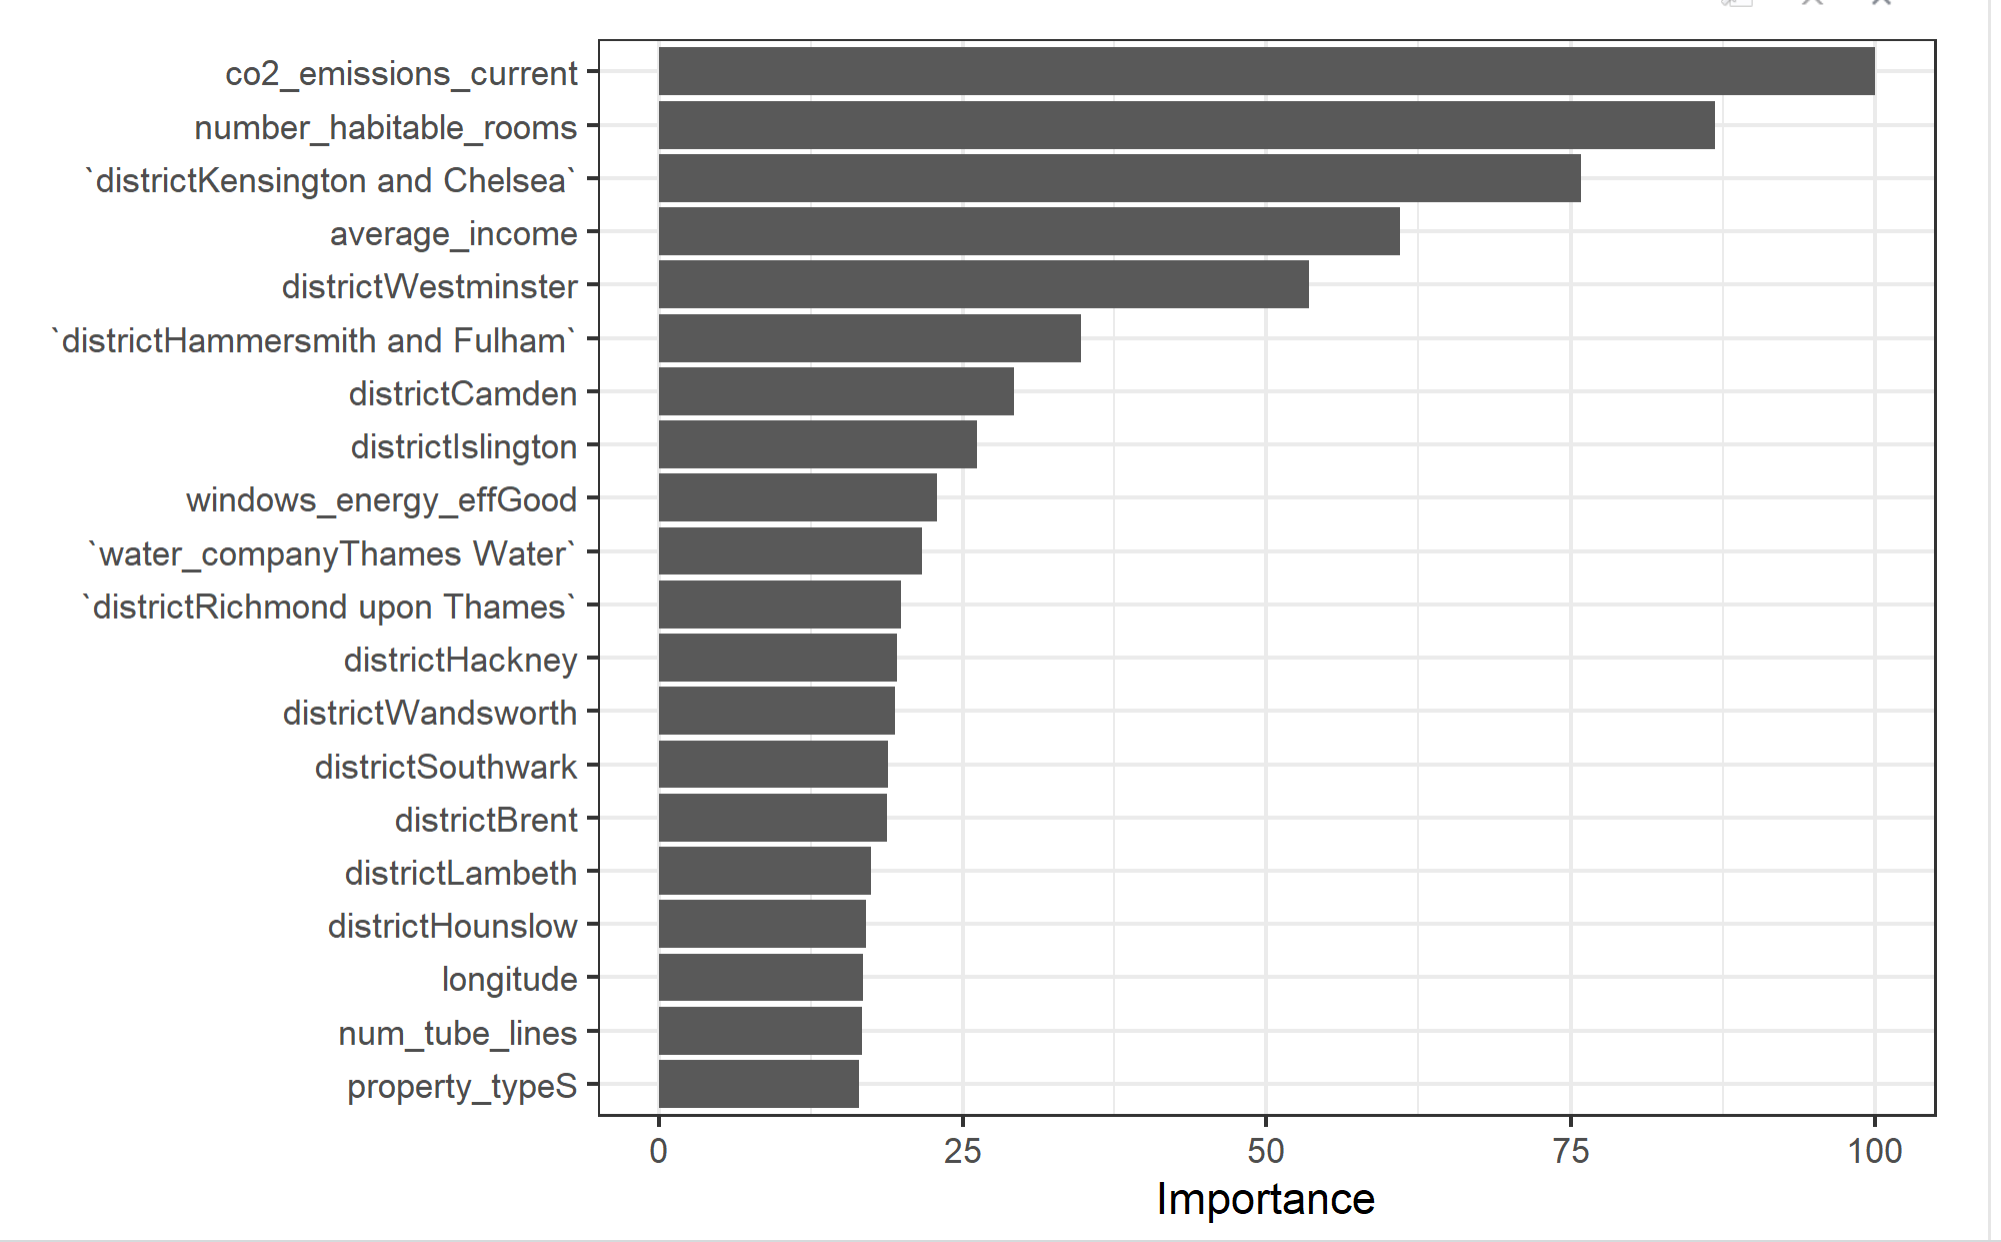 co2_emissions_current
number_habitable_rooms
`districtKensington and Chelsea`
average_income
districtWestminster
`districtHammersmith and Fulham`
districtCamden
districtIslington
windows_energy_effGood
`water_companyThames Water`
`districtRichmond upon Thames`
districtHackney
districtWandsworth
districtSouthwark
districtBrent
districtLambeth
districtHounslow
longitude
num_tube_lines
property_typeS
0 25 50 75 100
Importance